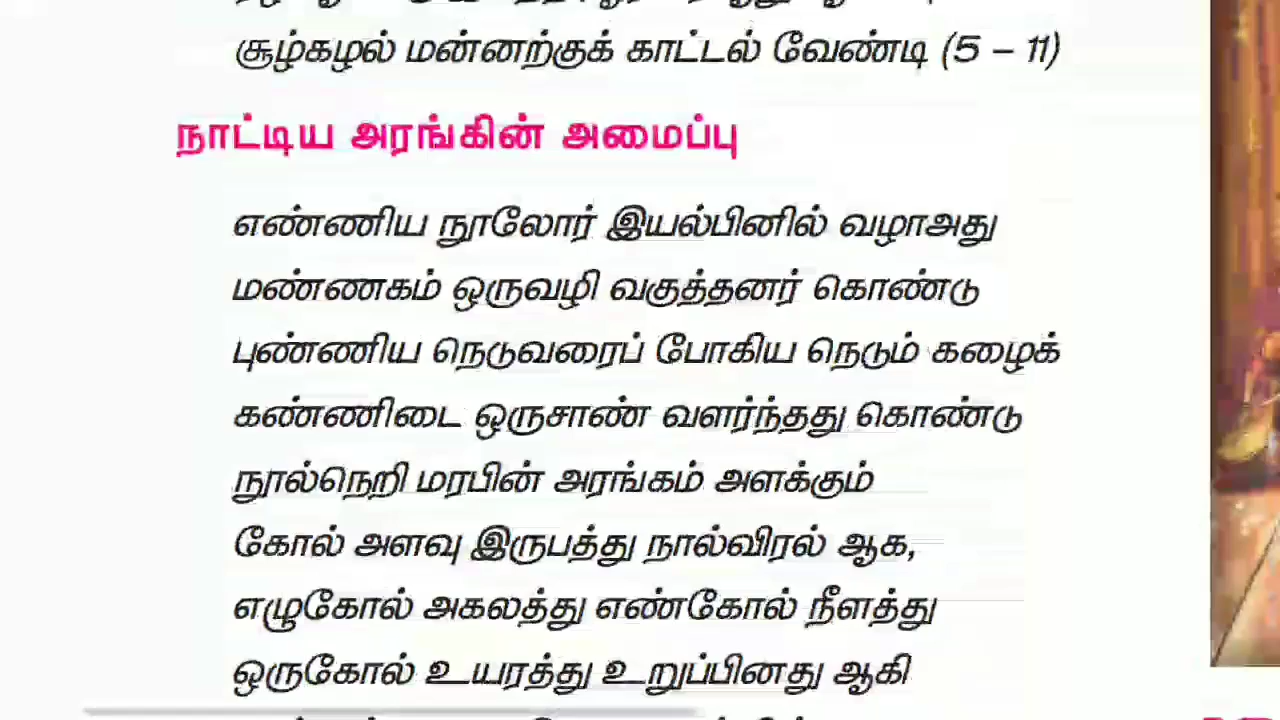 சூழ்கழல் மன்னற்குக் காட்டல் வேண்டி (5 – 11)
நாட்டிய அரங்கின் அமைப்பு
எண்ணிய நூலோர் இயல்பினில் வழாஅது
மண்ணகம் ஒருவழி வகுத்தனர் கொண்டு
புண்ணிய நெடுவரைப் போகிய நெடும் கழைக்
கண்ணிடை ஒருசாண் வளர்ந்தது கொண்டு
நூல்நெறி மரபின் அரங்கம் அளக்கும்
கோல் அளவு இருபத்து நால்விரல் ஆக,
எழுகோல் அகலத்து எண்கோல் நீளத்து
ஒருகோல் உயரத்து உறுப்பினது ஆகி